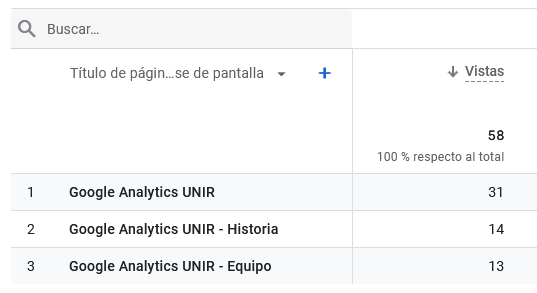 Buscar...
Título de págin...se de pantalla
Vistas
58
100 % respecto al total
1 Google Analytics UNIR 31
2 Google Analytics UNIR - Historia 14
3 Google Analytics UNIR - Equipo 13